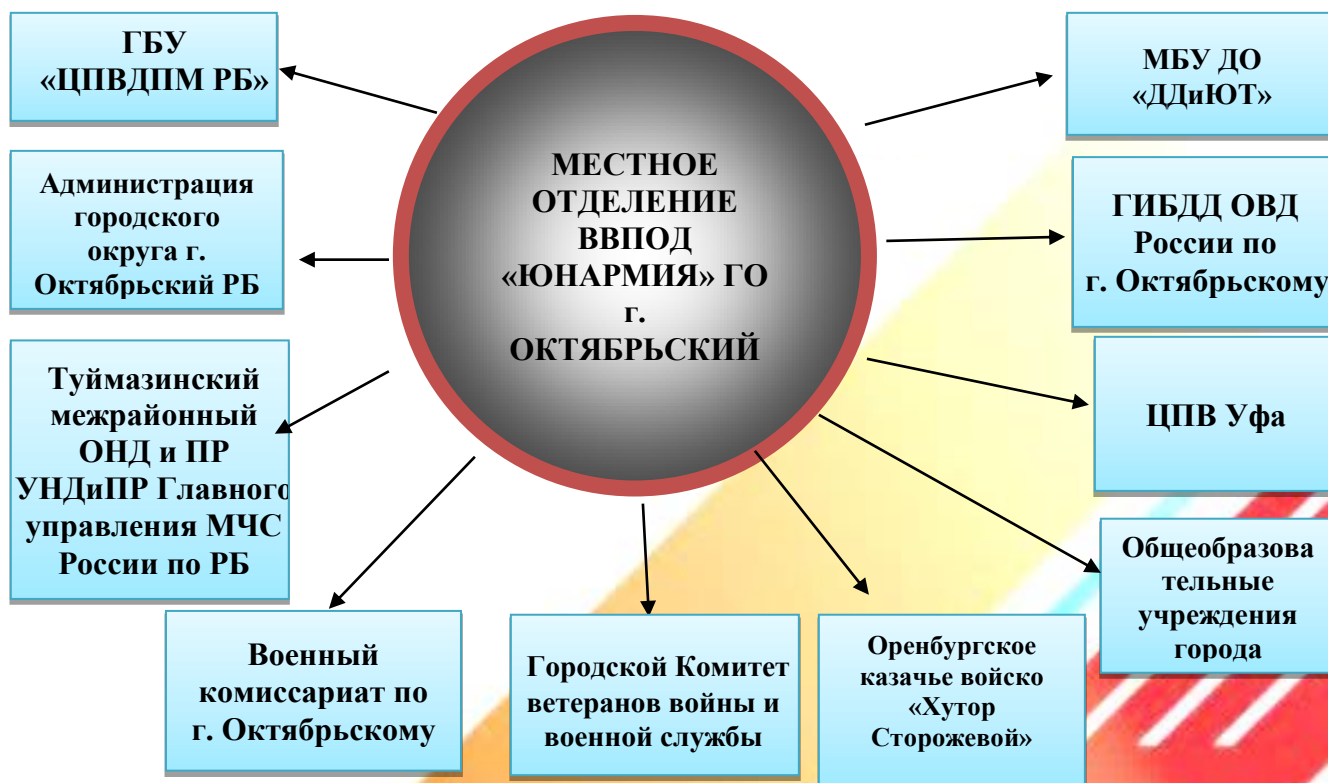 ГБУ
«ЦПВДПМ РБ»
Администрация
городского
округа г.
Октябрьский РБ
Туймазинский
межрайонный
ОНД и ПР
УНДиПР Главного
управления МЧС
России по РБ
Военный
комиссариат по
г. Октябрьскому
МЕСТНОЕ
ОТДЕЛЕНИЕ
ВВПОД
«ЮНАРМИЯ» ГО
г.
ОКТЯБРЬСКИЙ
Городской Комитет
ветеранов войны и
военной службы
Оренбургское
казачье войско
«Хутор
Сторожевой»
МБУ ДО
«ДДиЮТ»
ГИБДД ОВД
России по
г. Октябрьскому
ЦПВ Уфа
Общеобразова
тельные
учреждения
города